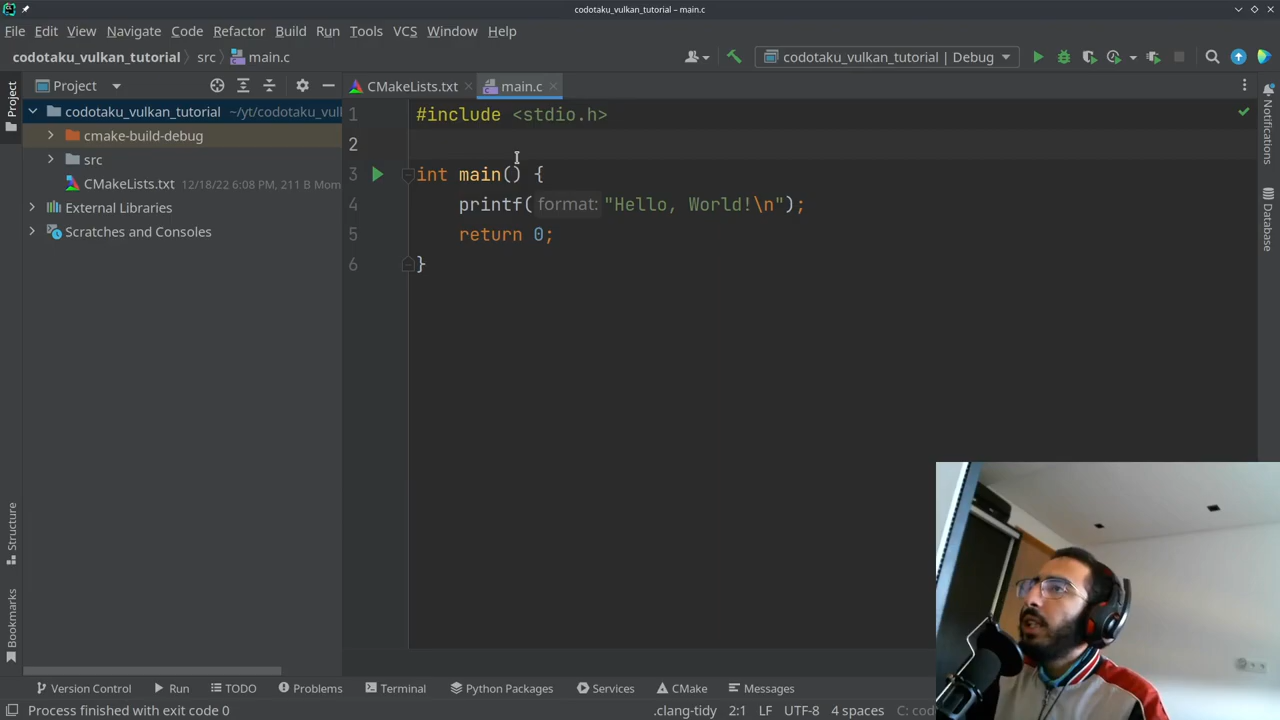 codotaku_vulkan_tutorial – main.c
File Edit View Navigate Code Refactor Build Run Tools VCS Window Help
codotaku_vulkan_tutorial src main.c
codotaku_vulkan_tutorial | Debug
Project
Project
CMakeLists.txt
main.c
codotaku_vulkan_tutorial ~/yt/codotaku_vull
cmake-build-debug
src
CMakeLists.txt 12/18/22 6:08 PM, 211 B Mom
External Libraries
Scratches and Consoles
1 #include <stdio.h>
2
3 int main() {
4 printf( format: "Hello, World!\n");
5 return 0;
6 }
Notifications
Database
Structure
Bookmarks
Version Control Run TODO Problems Terminal Python Packages Services CMake Messages
Process finished with exit code 0
.clang-tidy 2:1 LF UTF-8 4 spaces C: cod